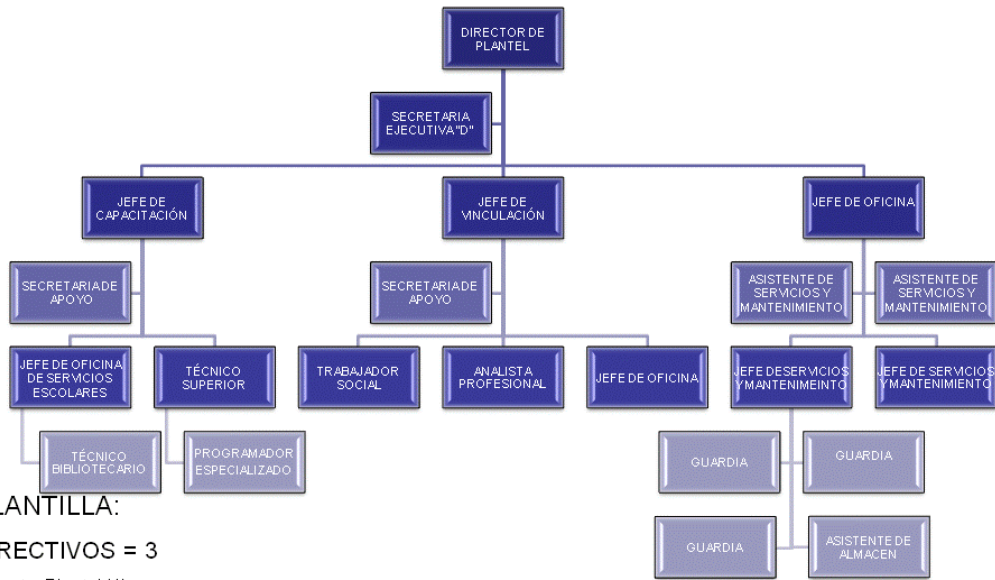 DIRECTOR DE
PLANTEL
SECRETARIA
EJECUTIVA"D"
JEFE DE
CAPACITACIÓN
JEFE DE
VINCULACIÓN
JEFE DE OFICINA
SECRETARIA DE
APOYO
SECRETARIA DE
APOYO
ASISTENTE DE
SERVICIOS Y
MANTENIMIENTO
ASISTENTE DE
SERVICIOS Y
MANTENIMIENTO
JEFE DE OFICINA
DE SERVICIOS
ESCOLARES
TÉCNICO
SUPERIOR
TRABAJADOR
SOCIAL
ANALISTA
PROFESIONAL
JEFE DE OFICINA
JEFE DE SERVICIOS
Y MANTENIMEINTO
JEFE DE SERVICIOS
Y MANTENIMIENTO
TÉCNICO
BIBLIOTECARIO
PROGRAMADOR
ESPECIALIZADO
GUARDIA
GUARDIA
GUARDIA
ASISTENTE DE
ALMACEN
LANTILLA:
RECTIVOS = 3